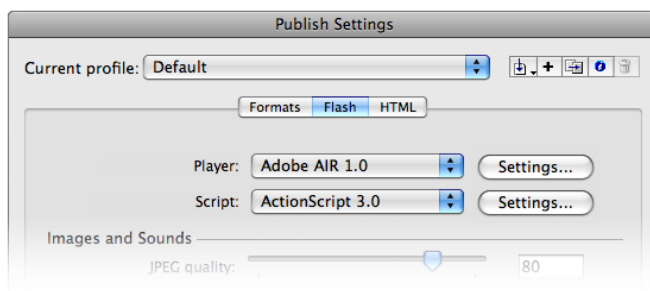 Publish Settings
Current profile: Default
Formats Flash HTML
Player: Adobe AIR 1.0 Settings...
Script: ActionScript 3.0 Settings...
Images and Sounds
JPEG quality: 80